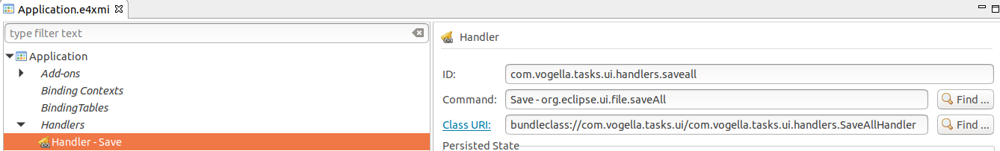 Application.e4xmi
type filter text
Application
Add-ons
Binding Contexts
BindingTables
Handlers
Handler - Save
Handler
ID: com.vogella.tasks.ui.handlers.saveall
Command: Save - org.eclipse.ui.file.saveAll Find ...
Class URI: bundleclass://com.vogella.tasks.ui/com.vogella.tasks.ui.handlers.SaveAllHandler Find ...
Persisted State